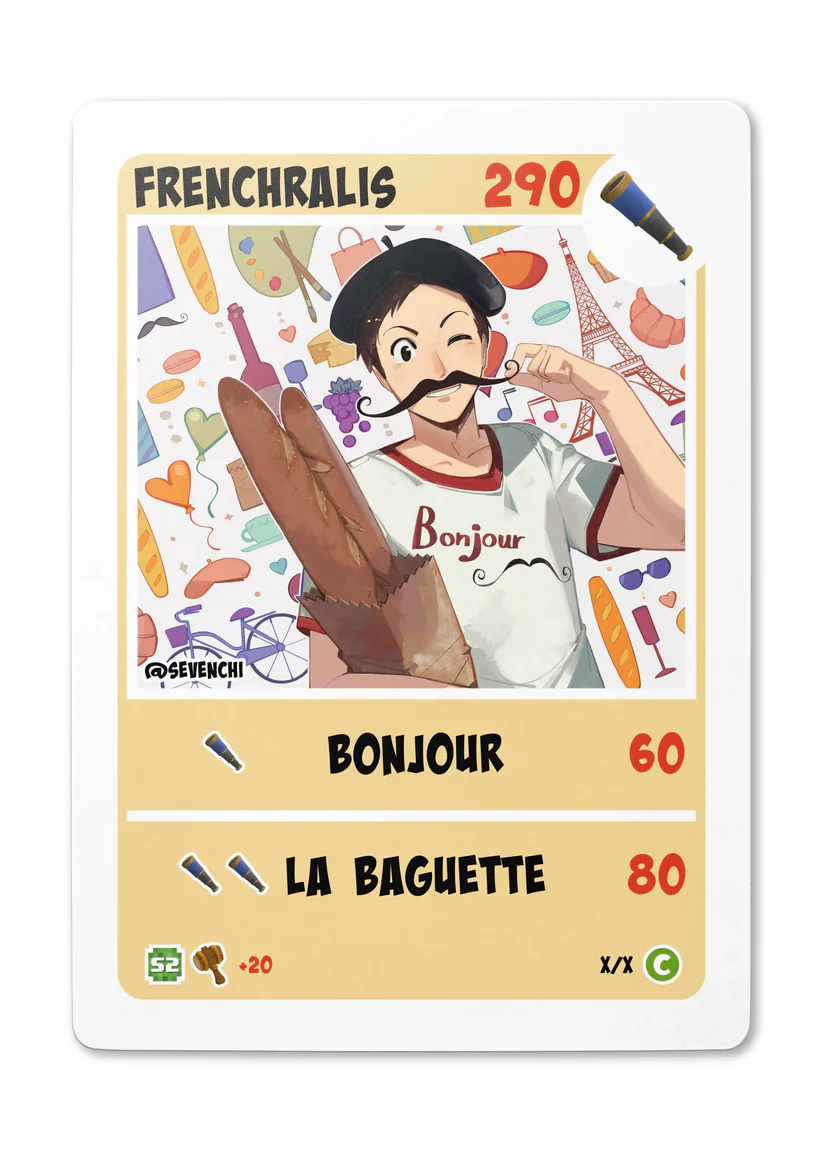 FRENCHRALIS 290
Bonjour
@SEVENCHI
BONJOUR 60
LA BAGUETTE 80
S2 +20 X/X C